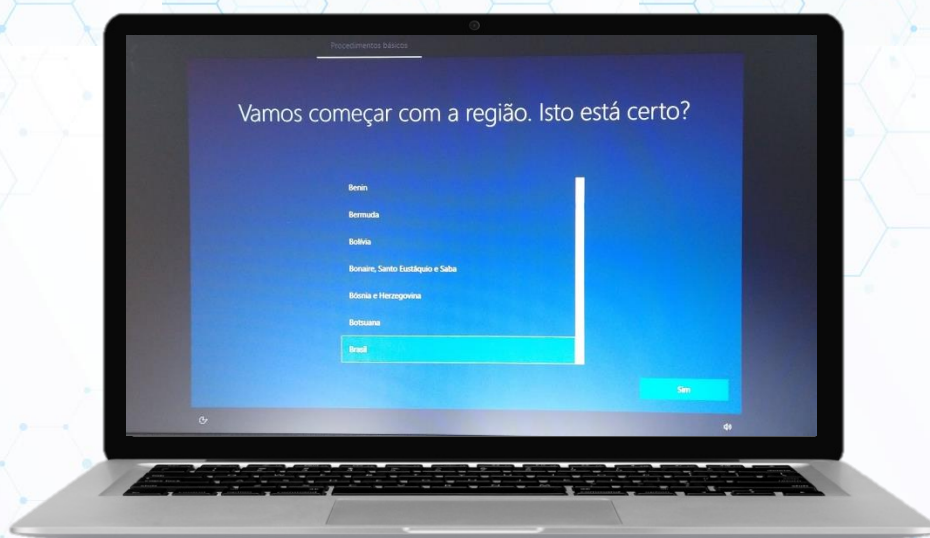 Procedimentos básicos
Vamos começar com a região. Isto está certo?
Benin
Bermuda
Bolívia
Bonaire, Santo Eustáquio e Saba
Bósnia e Herzegovina
Botsuana
Brasil
Sim